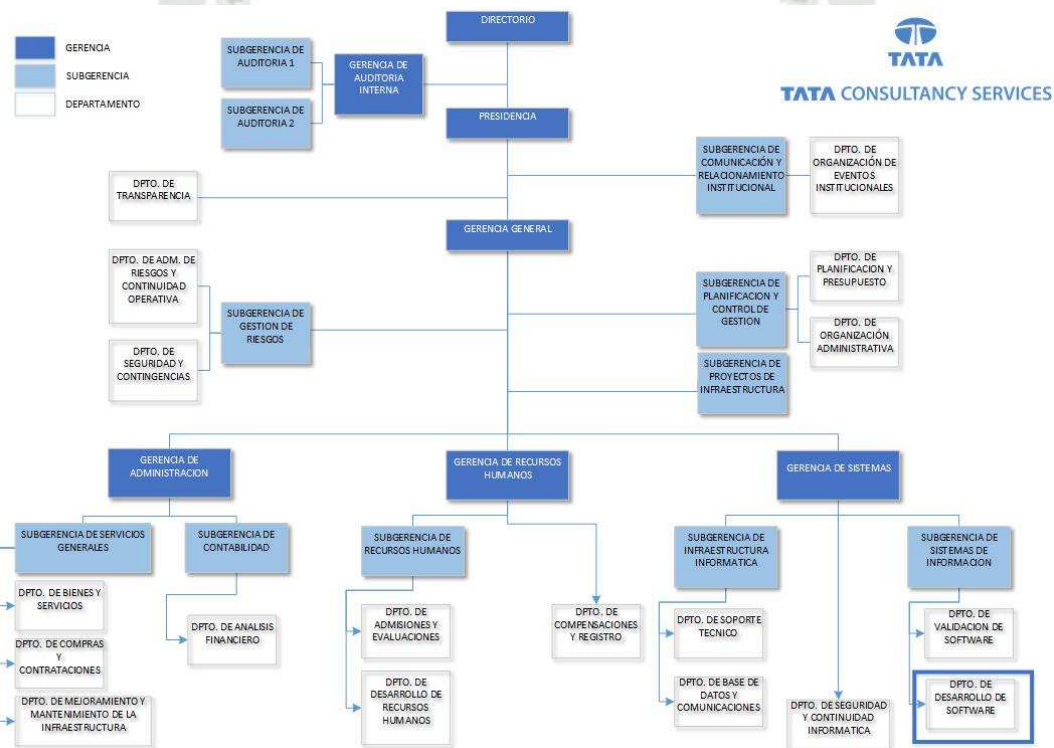 DIRECTORIO
GERENCIA
SUBGERENCIA
DEPARTAMENTO
SUBGERENCIA DE
AUDITORIA 1
SUBGERENCIA DE
AUDITORIA 2
GERENCIA DE
AUDITORIA
INTERNA
TATA
TATA CONSULTANCY SERVICES
PRESIDENCIA
DPTO. DE
TRANSPARENCIA
SUBGERENCIA DE
COMUNICACIÓN Y
RELACIONAMIENTO
INSTITUCIONAL
DPTO. DE
ORGANIZACIÓN DE
EVENTOS
INSTITUCIONALES
GERENCIA GENERAL
DPTO. DE ADM. DE
RIESGOS Y
CONTINUIDAD
OPERATIVA
DPTO. DE
SEGURIDAD Y
CONTINGENCIAS
SUBGERENCIA DE
GESTION DE
RIESGOS
SUBGERENCIA DE
PLANIFICACION Y
CONTROL DE
GESTION
DPTO. DE
PLANIFICACION Y
PRESUPUESTO
DPTO. DE
ORGANIZACIÓN
ADMINISTRATIVA
SUBGERENCIA DE
PROYECTOS DE
INFRAESTRUCTURA
GERENCIA DE
ADMINISTRACION
GERENCIA DE RECURSOS
HUMANOS
GERENCIA DE SISTEMAS
SUBGERENCIA DE SERVICIOS
GENERALES
SUBGERENCIA DE
CONTABILIDAD
SUBGERENCIA DE
RECURSOS HUMANOS
SUBGERENCIA DE
INFRAESTRUCTURA
INFORMATICA
SUBGERENCIA DE
SISTEMAS DE
INFORMACION
DPTO. DE BIENES Y
SERVICIOS
DPTO. DE COMPRAS
Y
CONTRATACIONES
DPTO. DE MEJORAMIENTO Y
MANTENIMIENTO DE LA
INFRAESTRUCTURA
DPTO. DE ANALISIS
FINANCIERO
DPTO. DE
ADMISIONES Y
EVALUACIONES
DPTO. DE
DESARROLLO DE
RECURSOS
HUMANOS
DPTO. DE
COMPENSACIONES
Y REGISTRO
DPTO. DE SOPORTE
TECNICO
DPTO. DE BASE DE
DATOS Y
COMUNICACIONES
DPTO. DE SEGURIDAD
Y CONTINUIDAD
INFORMATICA
DPTO. DE
VALIDACION DE
SOFTWARE
DPTO. DE
DESARROLLO DE
SOFTWARE